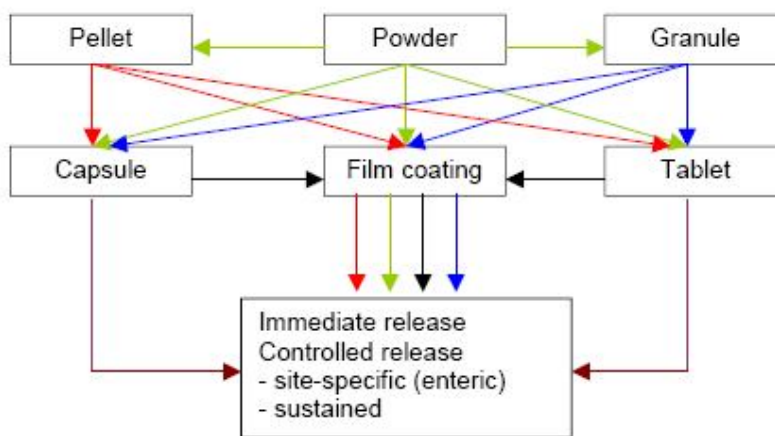 Pellet
Powder
Granule
Capsule
Film coating
Tablet
Immediate release
Controlled release
- site-specific (enteric)
- sustained